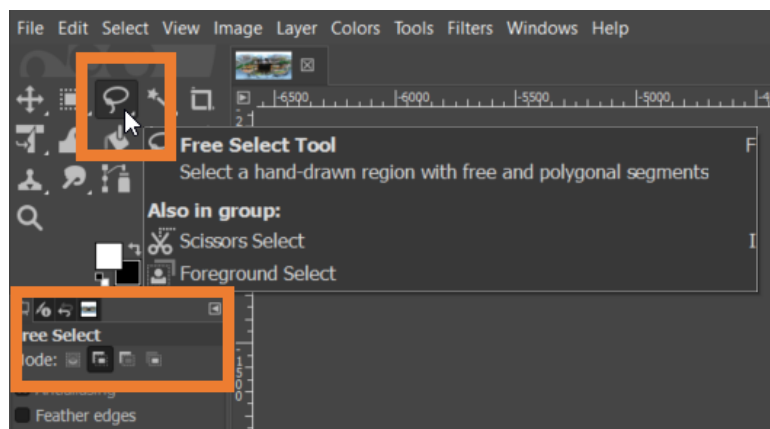 File Edit Select View Image Layer Colors Tools Filters Windows Help
-6500 -6000 -5500 -5000
Free Select Tool F
Select a hand-drawn region with free and polygonal segments
Also in group:
Scissors Select I
Foreground Select
ree Select
ode:
Feather edges